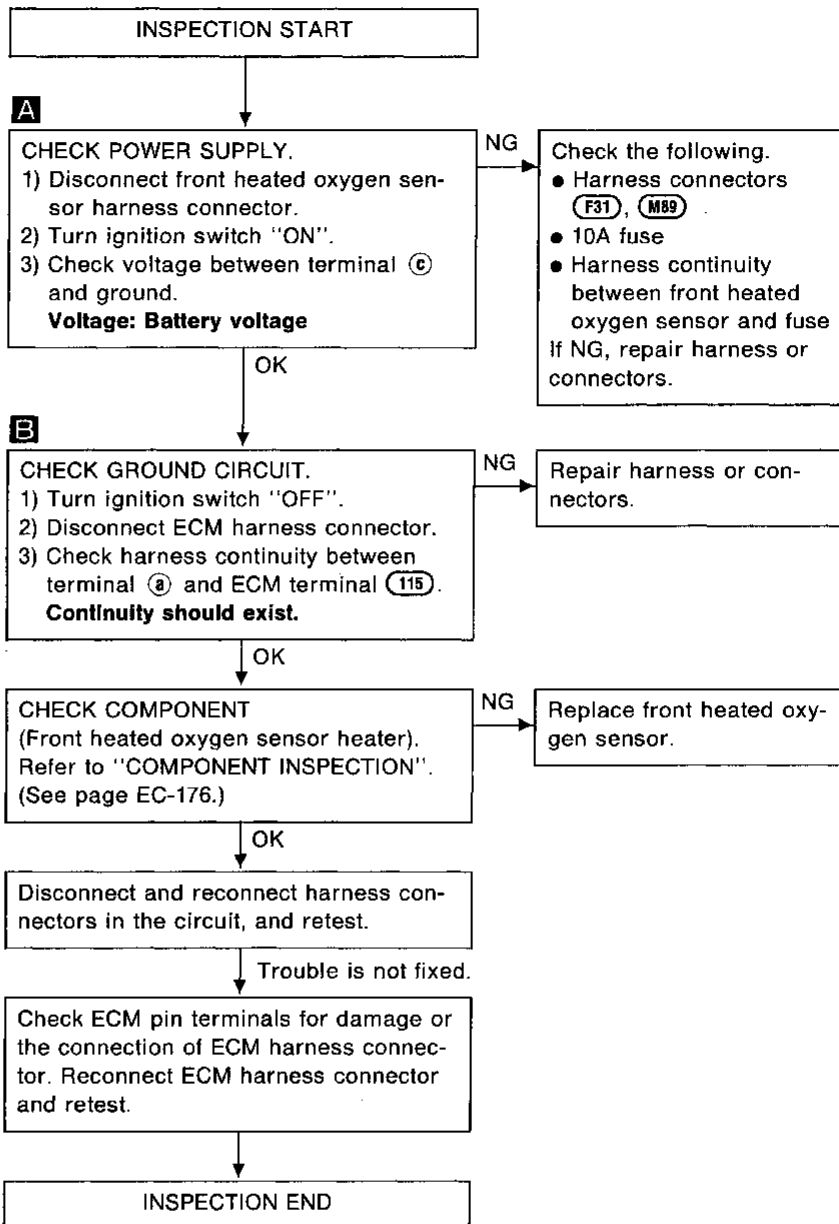 INSPECTION START
A
CHECK POWER SUPPLY.
1) Disconnect front heated oxygen sen-
sor harness connector.
2) Turn ignition switch "ON".
3) Check voltage between terminal ⓒ
and ground.
Voltage: Battery voltage
NG
Check the following.
● Harness connectors
F31, M89
● 10A fuse
● Harness continuity
between front heated
oxygen sensor and fuse
If NG, repair harness or
connectors.
OK
B
CHECK GROUND CIRCUIT.
1) Turn ignition switch "OFF".
2) Disconnect ECM harness connector.
3) Check harness continuity between
terminal ⓐ and ECM terminal 115.
Continuity should exist.
NG
Repair harness or con-
nectors.
OK
CHECK COMPONENT
(Front heated oxygen sensor heater).
Refer to "COMPONENT INSPECTION".
(See page EC-176.)
NG
Replace front heated oxy-
gen sensor.
OK
Disconnect and reconnect harness con-
nectors in the circuit, and retest.
Trouble is not fixed.
Check ECM pin terminals for damage or
the connection of ECM harness connec-
tor. Reconnect ECM harness connector
and retest.
INSPECTION END